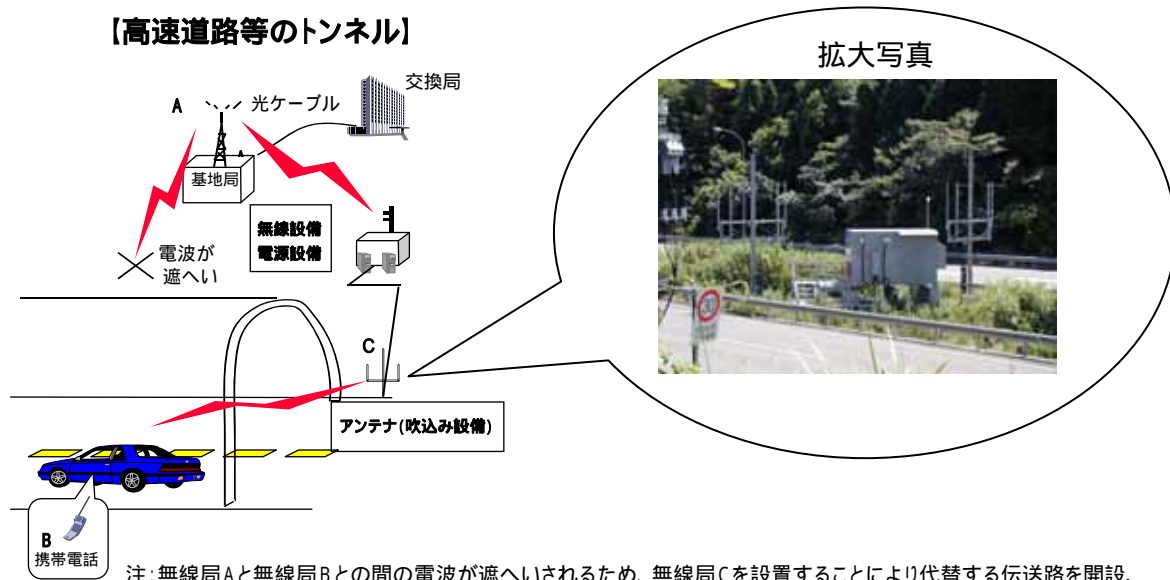 【高速道路等のトンネル】
拡大写真
交換局
A
光ケーブル
A
基地局
無線設備
電源設備
電波が
遮へい
30
C
アンテナ(吹込み設備)
B
携帯電話
注:無線局Aと無線局Bとの間の電波が遮へいされるため、無線局Cを設置することにより代替する伝送路を開設、